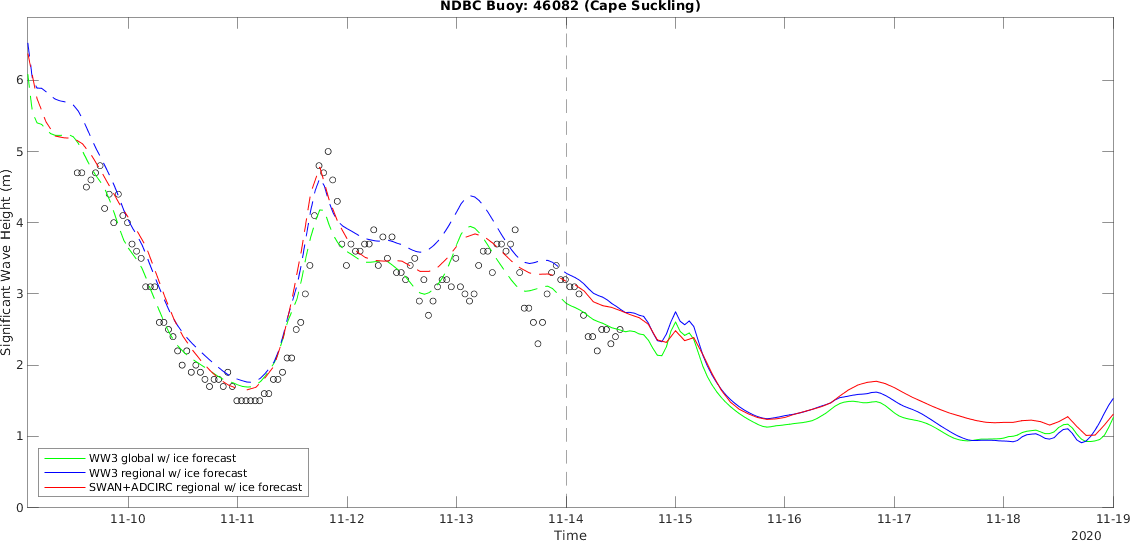 NDBC Buoy: 46082 (Cape Suckling)
Significant Wave Height (m)
6
5
4
3
2
1
0
WW3 global w/ ice forecast
WW3 regional w/ ice forecast
SWAN+ADCIRC regional w/ ice forecast
11-10 11-11 11-12 11-13 11-14 11-15 11-16 11-17 11-18 11-19
Time
2020